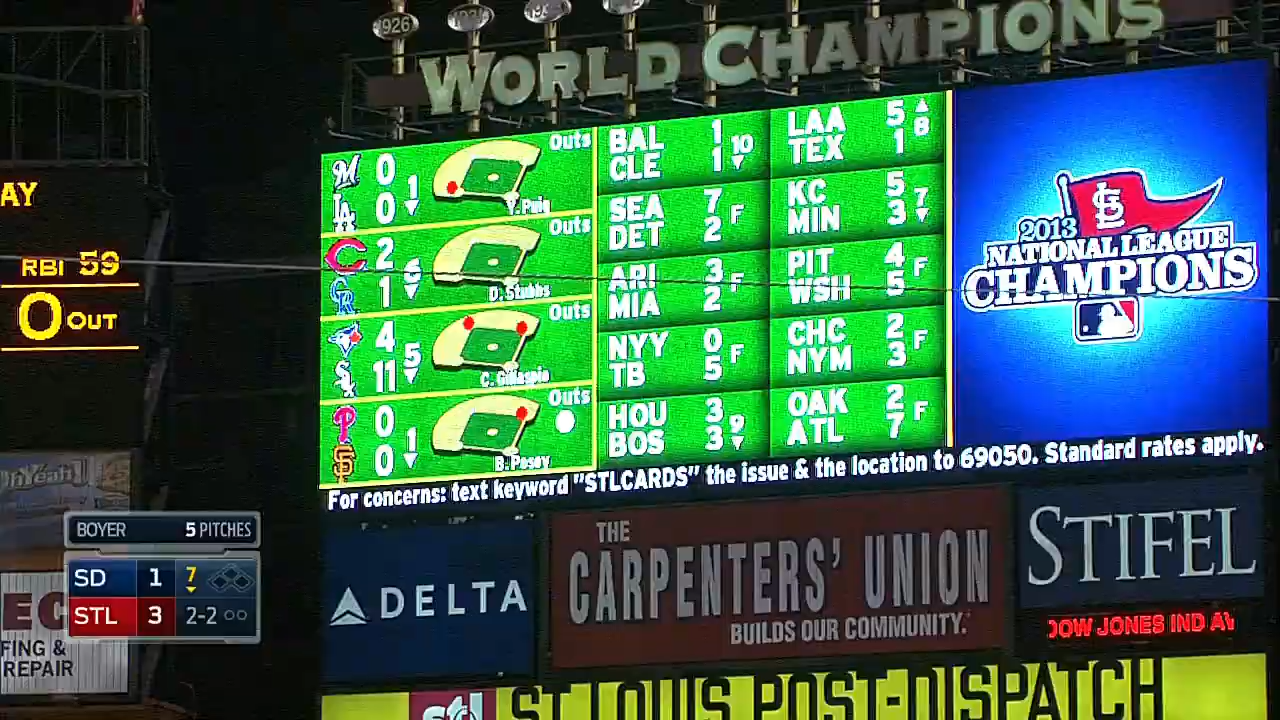 1926
WORLD CHAMPIONS
0
0
1
Outs
Y. Puig
2
1
6
Outs
D. Stubbs
4
11
5
Outs
C. Gillaspie
0
0
1
Outs
B. Posey
BAL 1 10
CLE 1
SEA 7 F
DET 2
ARI 3 F
MIA 2
NYY 0 F
TB 5
HOU 3 9
BOS 3
LAA 5 8
TEX 1
KC 5 7
MIN 3
PIT 4 F
WSH 5
CHC 2 F
NYM 3
OAK 2 F
ATL 7
2013
NATIONAL LEAGUE
CHAMPIONS
For concerns: text keyword "STLCARDS" the issue & the location to 69050. Standard rates apply.
AY
RBI 59
0 OUT
BOYER 5 PITCHES
SD 1 7
STL 3 2-2
EC
FING &
REPAIR
DELTA
THE
CARPENTERS' UNION
BUILDS OUR COMMUNITY.
STIFEL
DOW JONES IND AV
stl ST LOUIS POST-DISPATCH